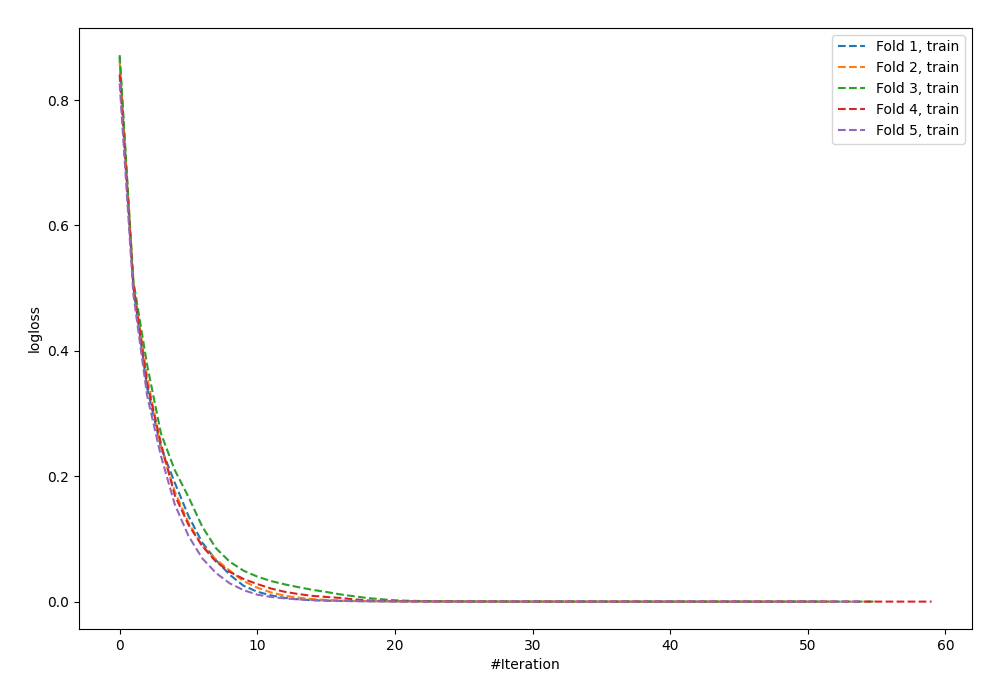 Fold 1, train
Fold 2, train
Fold 3, train
Fold 4, train
Fold 5, train
0.8
0.6
0.4
0.2
0.0
logloss
0 10 20 30 40 50 60
#Iteration